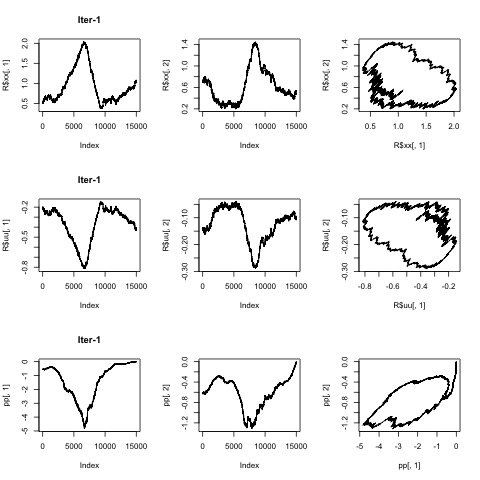 Iter-1
R$xx[, 1]
0.5 1.0 1.5 2.0
0 5000 10000 15000
Index
R$xx[, 2]
0.2 0.6 1.0 1.4
0 5000 10000 15000
Index
R$xx[, 2]
0.2 0.6 1.0 1.4
0.5 1.0 1.5 2.0
R$xx[, 1]
Iter-1
R$uu[, 1]
-0.8 -0.5 -0.2
0 5000 10000 15000
Index
R$uu[, 2]
-0.30 -0.20 -0.10
0 5000 10000 15000
Index
R$uu[, 2]
-0.30 -0.20 -0.10
-0.8 -0.6 -0.4 -0.2
R$uu[, 1]
Iter-1
pp[, 1]
-5 -4 -3 -2 -1 0
0 5000 10000 15000
Index
pp[, 2]
-1.2 -0.8 -0.4 0.0
0 5000 10000 15000
Index
pp[, 2]
-1.2 -0.8 -0.4 0.0
-5 -4 -3 -2 -1 0
pp[, 1]